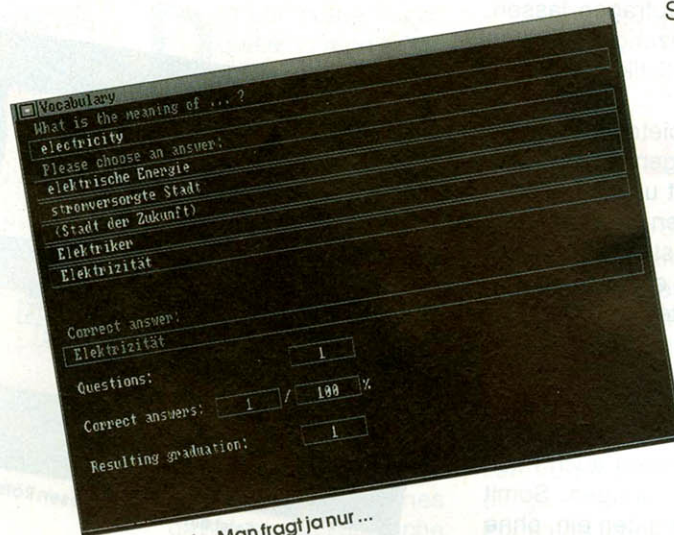 Vocabulary
What is the meaning of ... ?
electricity
Please choose an answer:
elektrische Energie
stromversorgte Stadt
(Stadt der Zukunft)
Elektriker
Elektrizität
Correct answer:
Elektrizität
Questions: 1
Correct answers: 1 / 100 %
Resulting graduation: 1
Man fragt ja nur ...
S